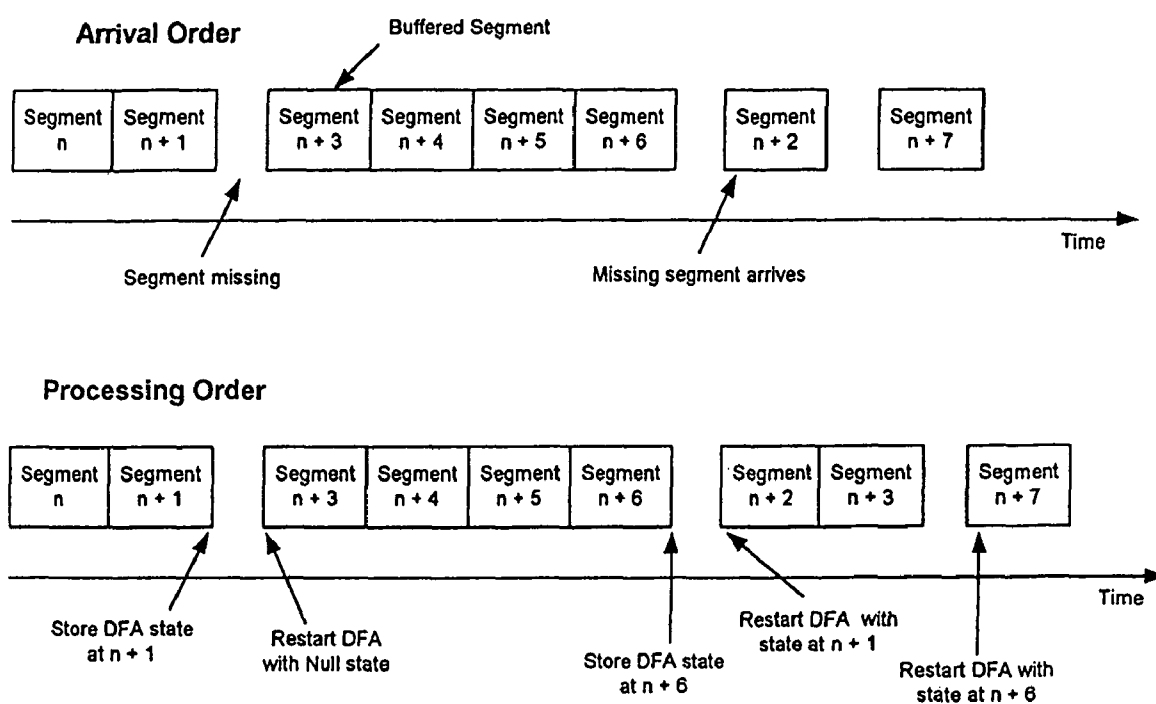 Arrival Order
Buffered Segment
Segment
n
Segment
n + 1
Segment
n + 3
Segment
n + 4
Segment
n + 5
Segment
n + 6
Segment
n + 2
Segment
n + 7
Time
Segment missing
Missing segment arrives
Processing Order
Segment
n
Segment
n + 1
Segment
n + 3
Segment
n + 4
Segment
n + 5
Segment
n + 6
Segment
n + 2
Segment
n + 3
Segment
n + 7
Time
Store DFA state
at n + 1
Restart DFA
with Null state
Store DFA state
at n + 6
Restart DFA with
state at n + 1
Restart DFA with
state at n + 6